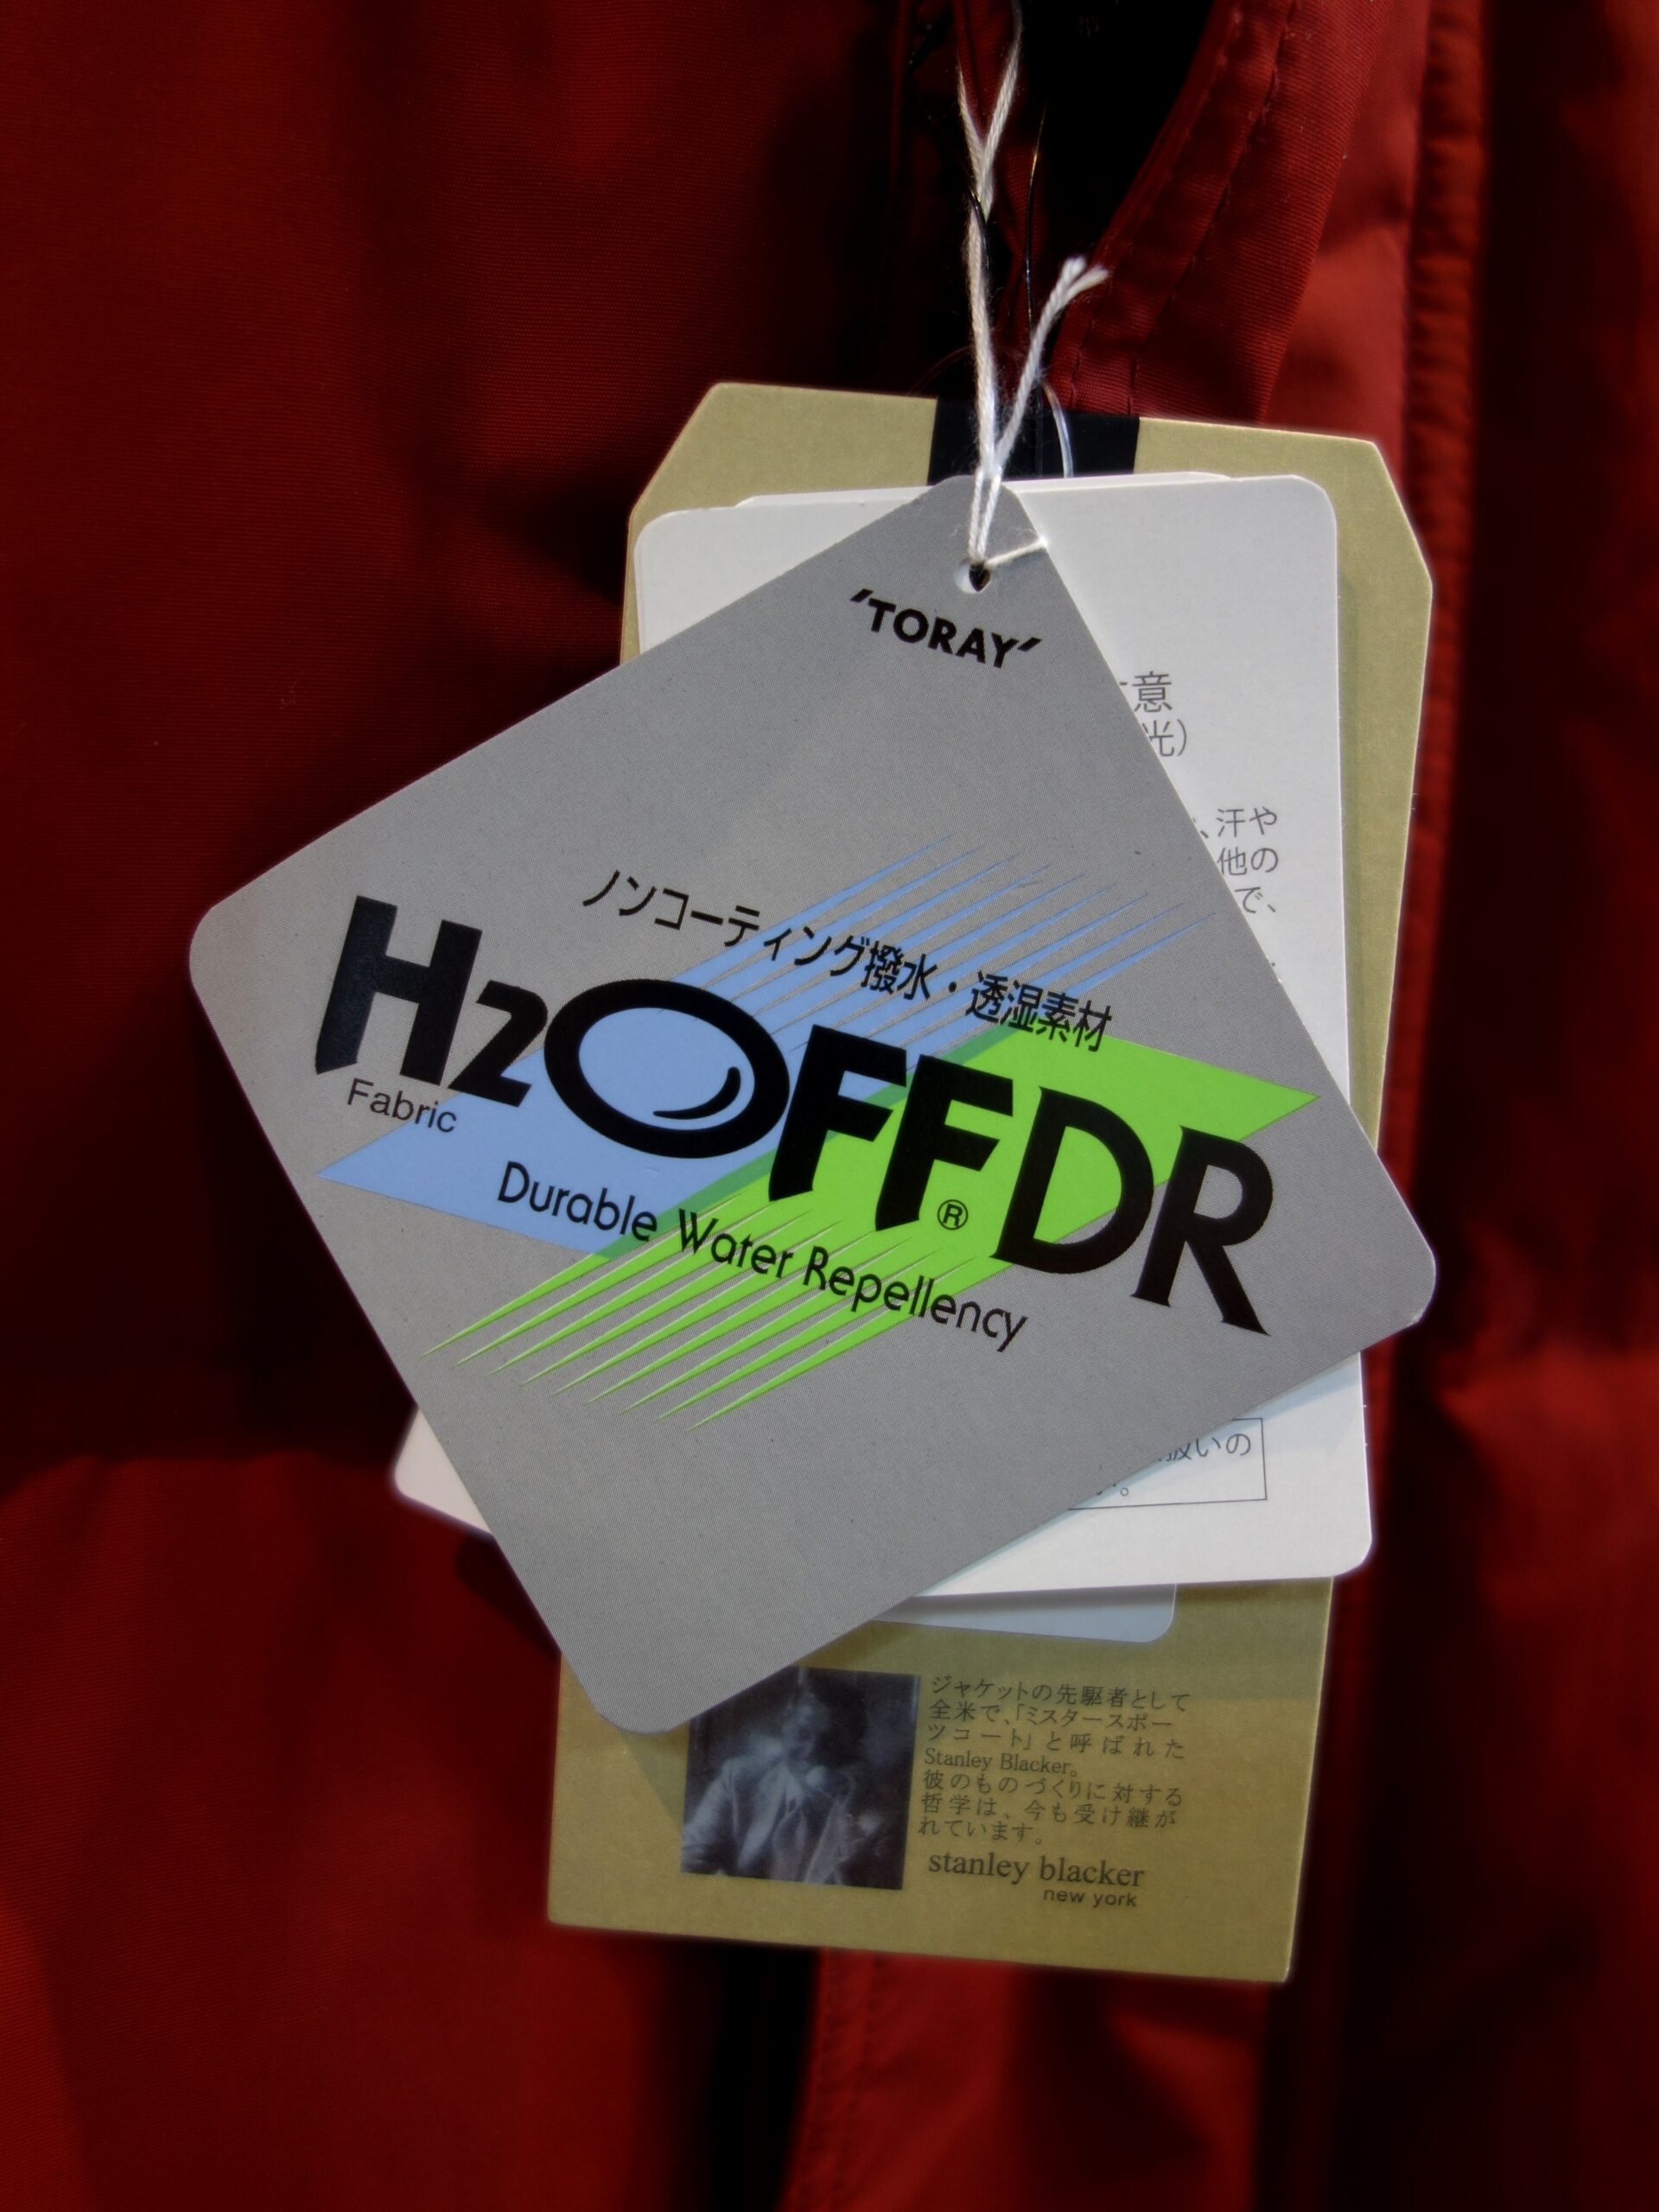 'TORAY'
ノンコーティング撥水・透湿素材
H2OFF®DR
Fabric
Durable Water Repellency
意
光)
、汗や
他の
で、
扱いの
い。
ジャケットの先駆者として
全米で、「ミスタースポー
ツコート」と呼ばれた
Stanley Blacker。
彼のものづくりに対する
哲学は、今も受け継が
れています。
stanley blacker
new york